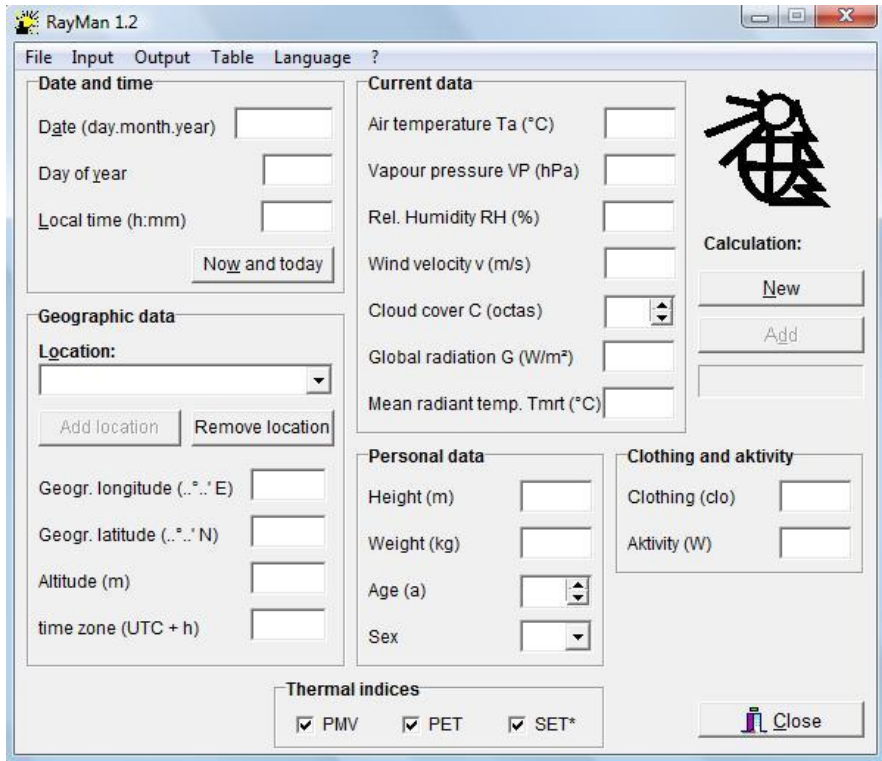 RayMan 1.2
File Input Output Table Language ?
Date and time
Date (day.month.year)
Day of year
Local time (h:mm)
Now and today
Geographic data
Location:
Add location Remove location
Geogr. longitude (..°..' E)
Geogr. latitude (..°..' N)
Altitude (m)
time zone (UTC + h)
Current data
Air temperature Ta (°C)
Vapour pressure VP (hPa)
Rel. Humidity RH (%)
Wind velocity v (m/s)
Cloud cover C (octas)
Global radiation G (W/m²)
Mean radiant temp. Tmrt (°C)
Calculation:
New
Add
Personal data
Height (m)
Weight (kg)
Age (a)
Sex
Clothing and aktivity
Clothing (clo)
Aktivity (W)
Thermal indices
PMV PET SET*
Close